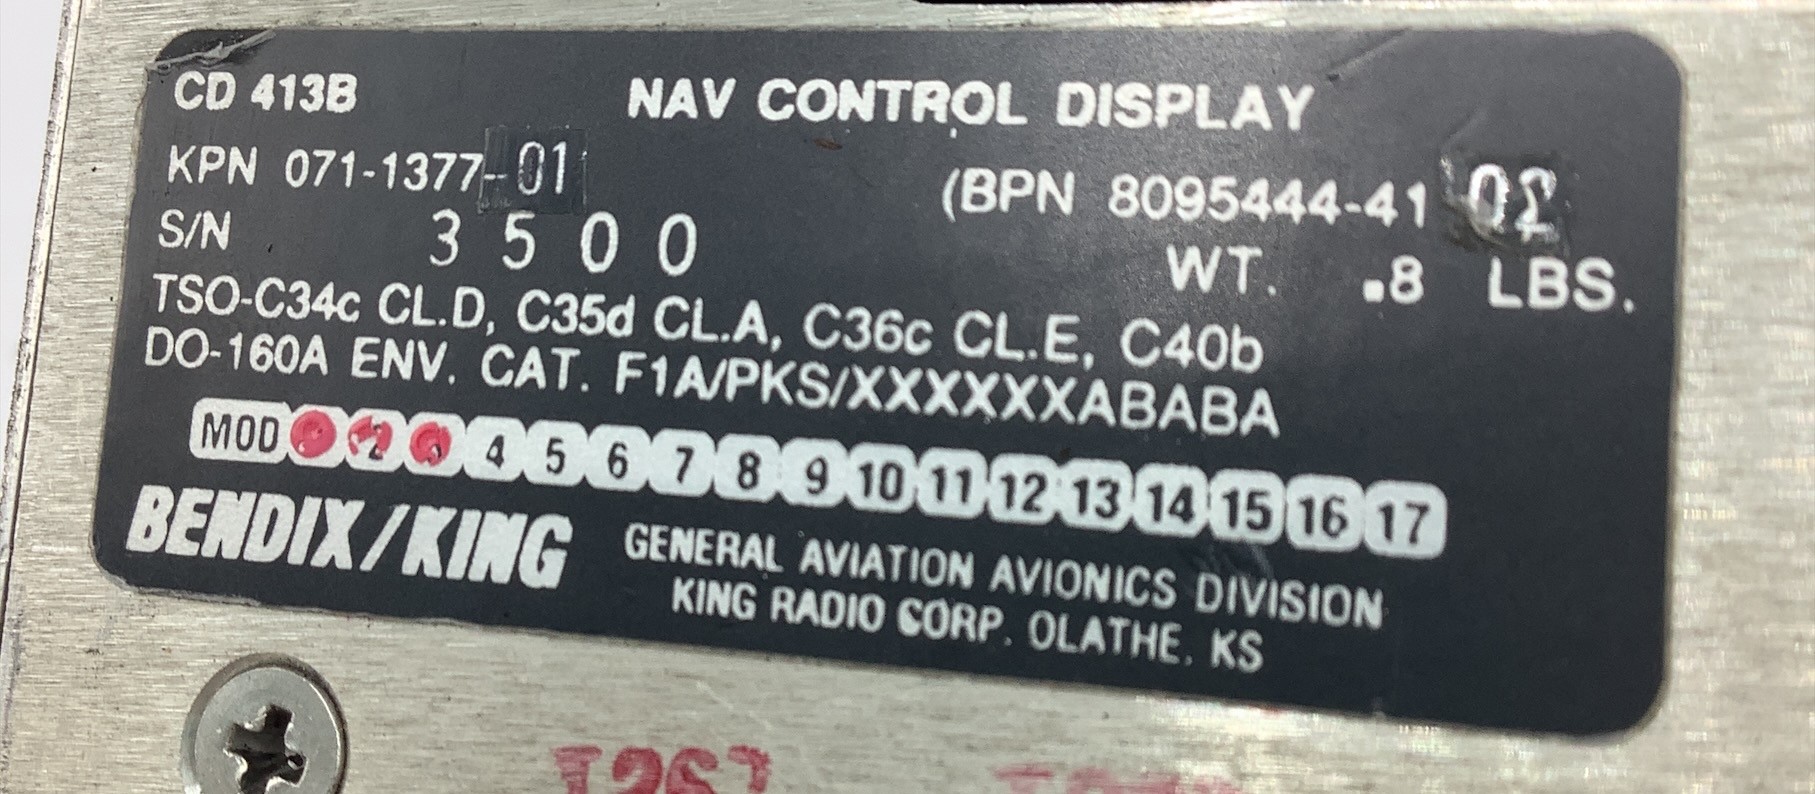 CD 413B NAV CONTROL DISPLAY
KPN 071-1377-01 (BPN 8095444-41 02
S/N 3500 WT. .8 LBS.
TSO-C34c CL.D, C35d CL.A, C36c CL.E, C40b
DO-160A ENV. CAT. F1A/PKS/XXXXXXABABA
MOD 2 3 4 5 6 7 8 9 10 11 12 13 14 15 16 17
BENDIX/KING GENERAL AVIATION AVIONICS DIVISION
KING RADIO CORP. OLATHE, KS